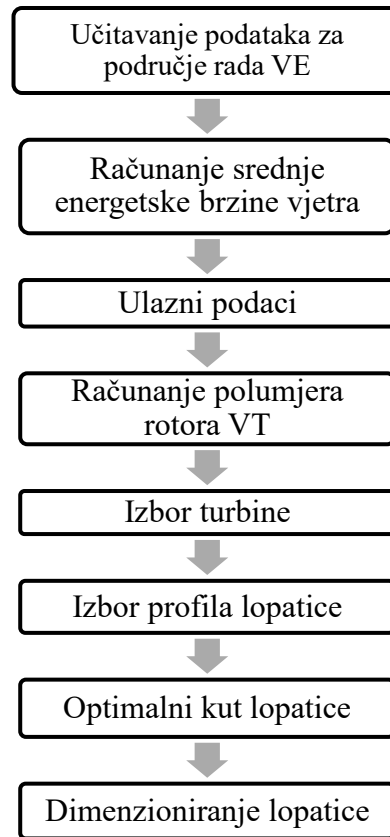 Učitavanje podataka za
područje rada VE
Računanje srednje
energetske brzine vjetra
Ulazni podaci
Računanje polumjera
rotora VT
Izbor turbine
Izbor profila lopatice
Optimalni kut lopatice
Dimenzioniranje lopatice